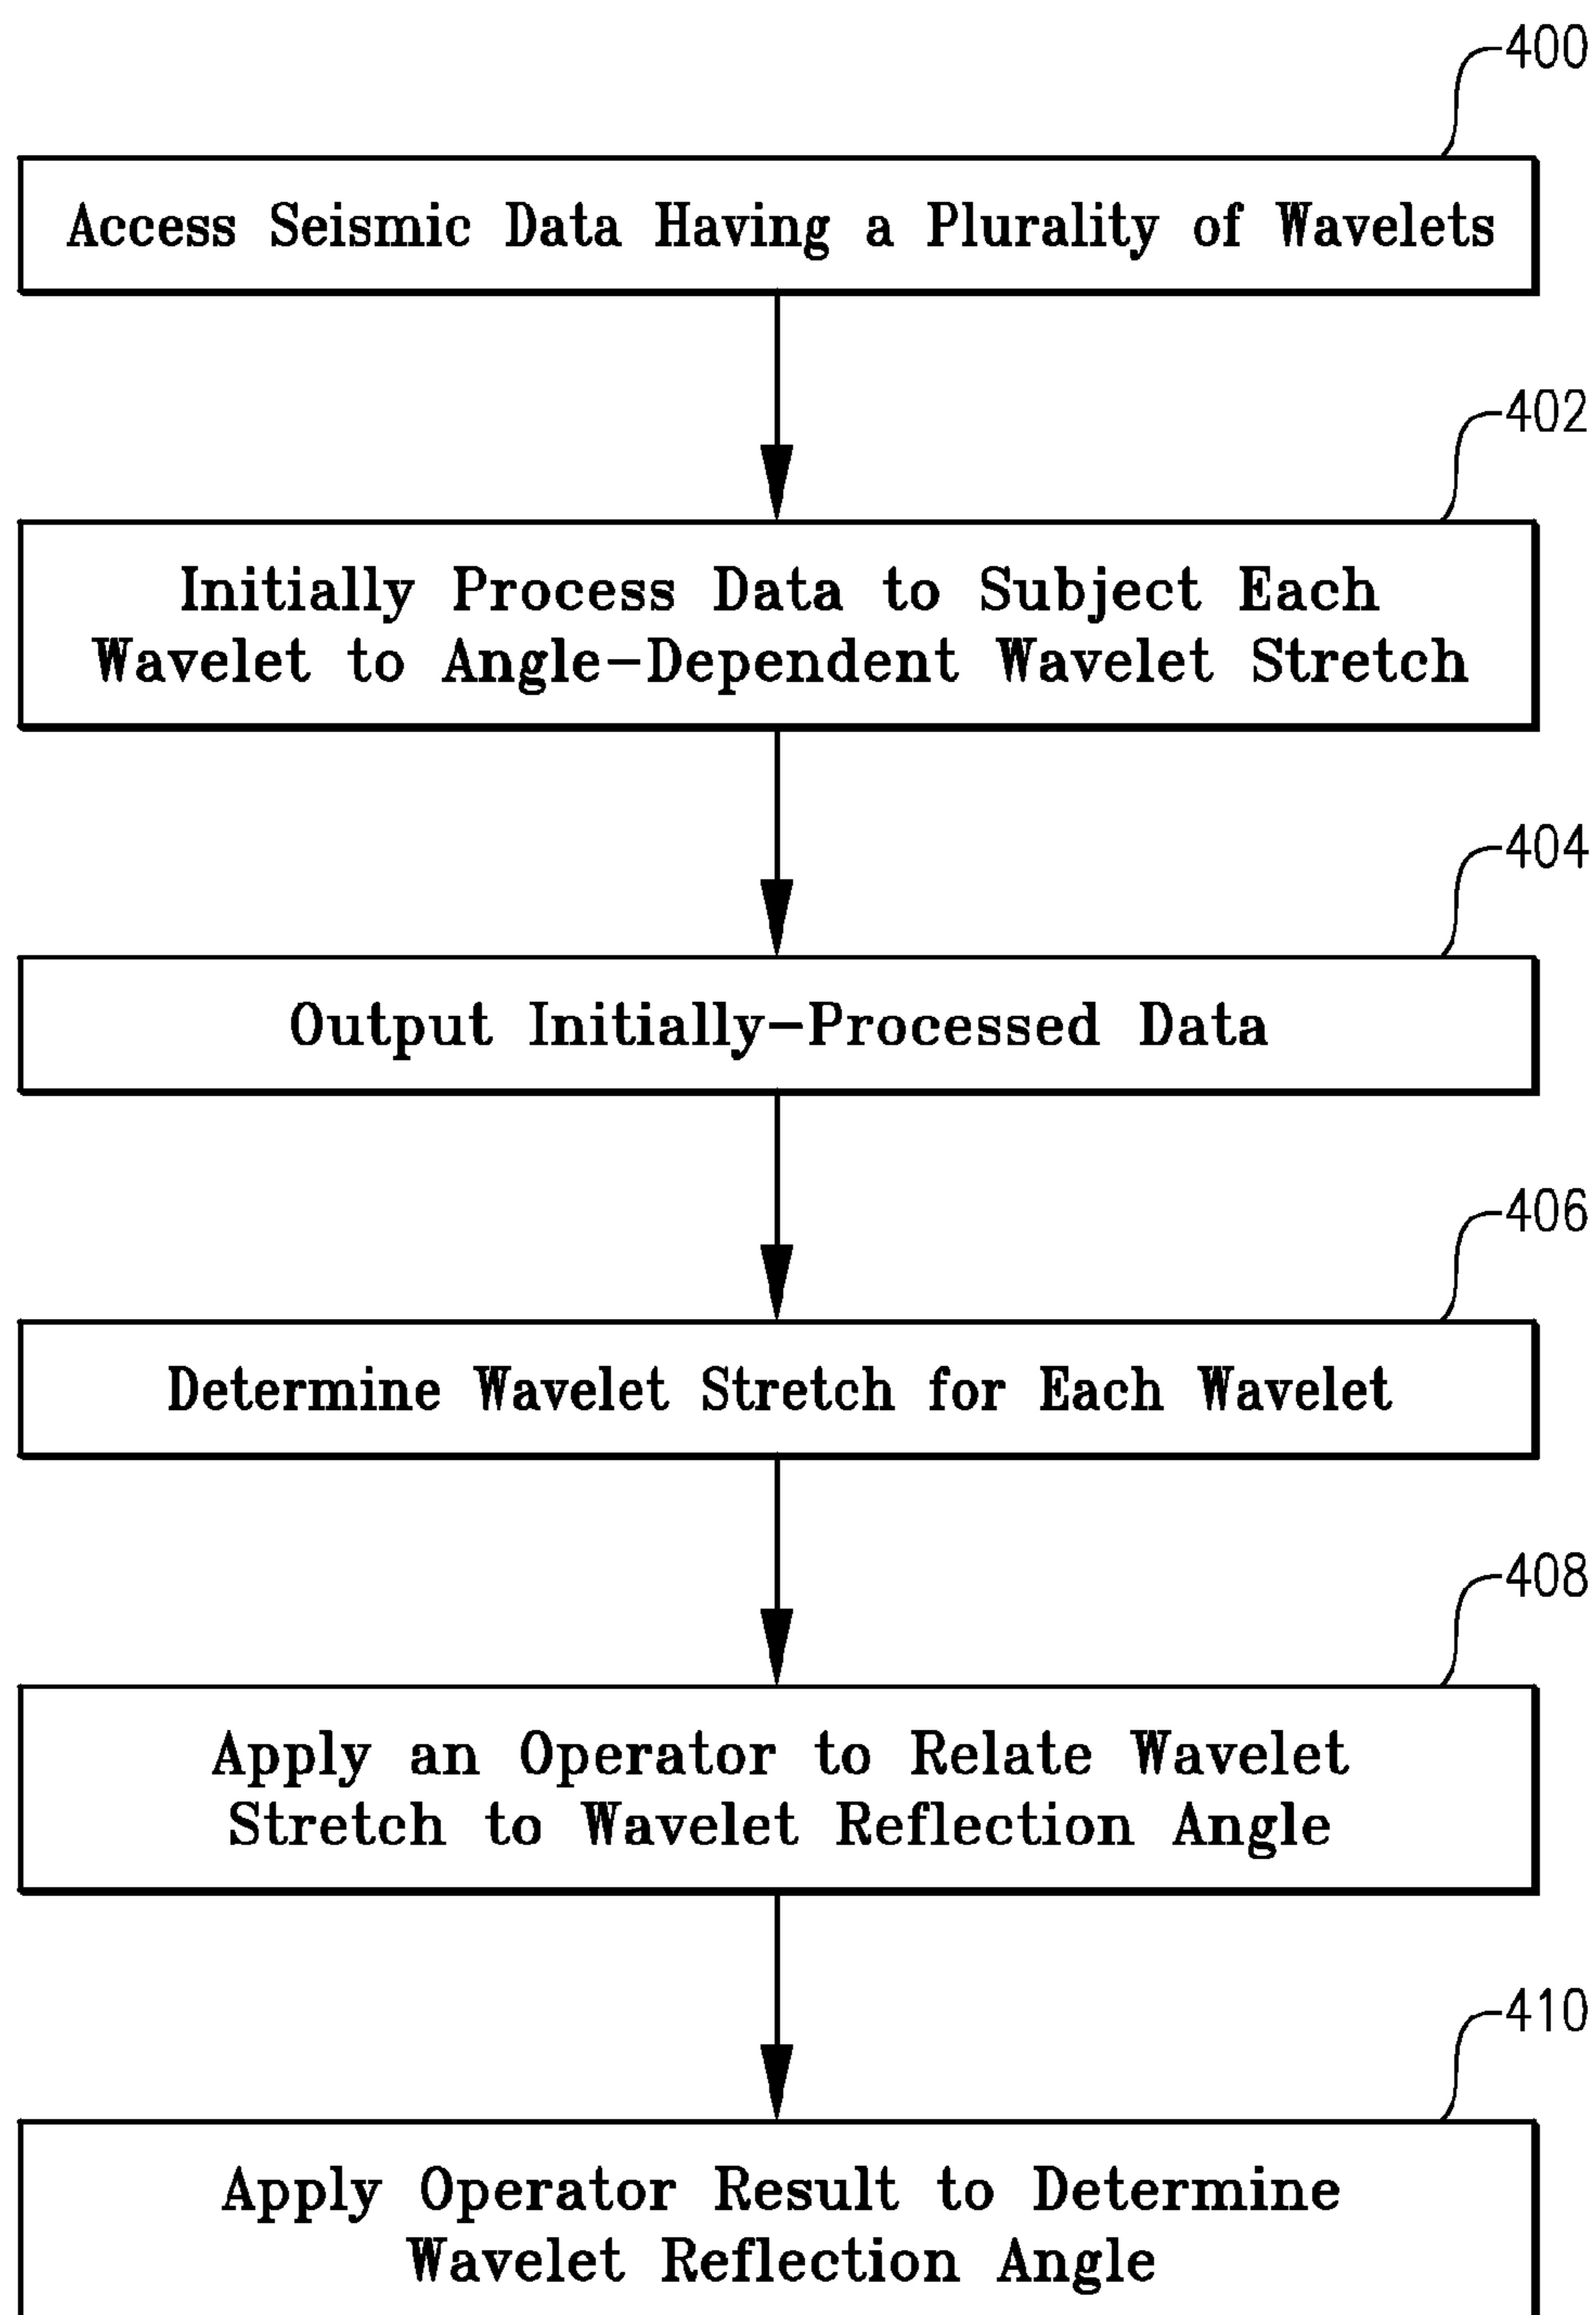 400
Access Seismic Data Having a Plurality of Wavelets
402
Initially Process Data to Subject Each
Wavelet to Angle-Dependent Wavelet Stretch
404
Output Initially-Processed Data
406
Determine Wavelet Stretch for Each Wavelet
408
Apply an Operator to Relate Wavelet
Stretch to Wavelet Reflection Angle
410
Apply Operator Result to Determine
Wavelet Reflection Angle